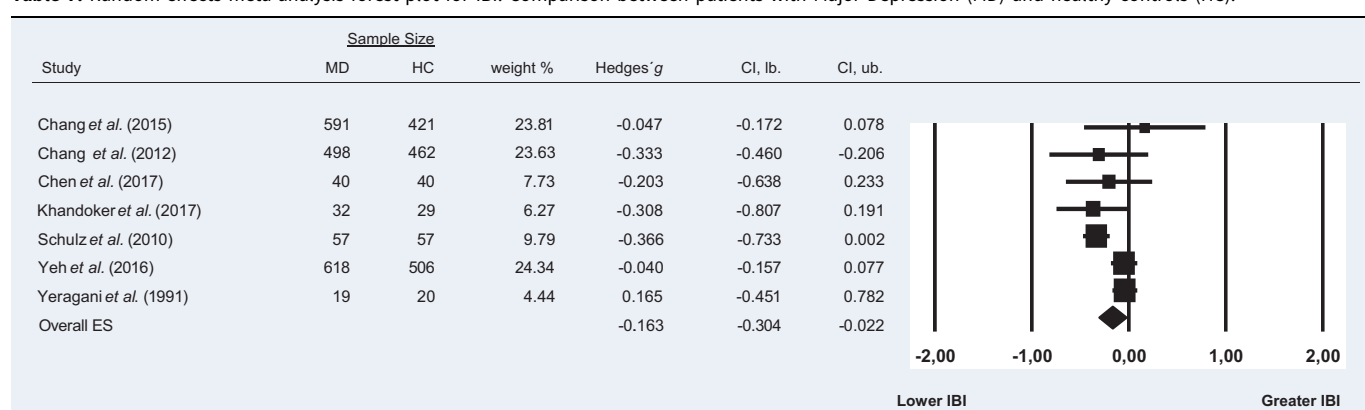 Sample Size
Study MD HC weight % Hedges´g CI, lb. CI, ub.
Chang et al. (2015) 591 421 23.81 -0.047 -0.172 0.078
Chang et al. (2012) 498 462 23.63 -0.333 -0.460 -0.206
Chen et al. (2017) 40 40 7.73 -0.203 -0.638 0.233
Khandoker et al. (2017) 32 29 6.27 -0.308 -0.807 0.191
Schulz et al. (2010) 57 57 9.79 -0.366 -0.733 0.002
Yeh et al. (2016) 618 506 24.34 -0.040 -0.157 0.077
Yeragani et al. (1991) 19 20 4.44 0.165 -0.451 0.782
Overall ES -0.163 -0.304 -0.022
-2,00 -1,00 0,00 1,00 2,00
Lower IBI Greater IBI